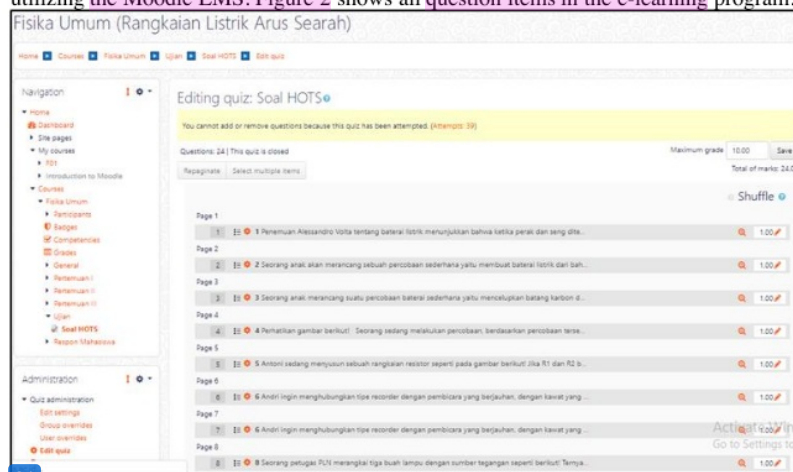 utilizing the Moodle LMS. Figure 2 shows all question items in the e-learning program.
Fisika Umum (Rangkaian Listrik Arus Searah)
Home Courses Fisika Umum Ujian Soal HOTS Edit quiz
Navigation
Home
Dashboard
Site pages
My courses
F01
Introduction to Moodle
Courses
Fisika Umum
Participants
Badges
Competencies
Grades
General
Pertemuan I
Pertemuan II
Pertemuan III
Ujian
Soal HOTS
Respon Mahasiswa
Administration
Quiz administration
Edit settings
Group overrides
User overrides
Edit quiz
Editing quiz: Soal HOTS
You cannot add or remove questions because this quiz has been attempted. (Attempts: 39)
Questions: 24 | This quiz is closed
Maximum grade 10.00 Save
Repaginate Select multiple items
Total of marks: 24.0
Shuffle
Page 1
1 1 Penemuan Alessandro Volta tentang baterai listrik menunjukkan bahwa ketika perak dan seng dite... 1.00
Page 2
2 2 Seorang anak akan merancang sebuah percobaan sederhana yaitu membuat baterai listrik dari bah... 1.00
Page 3
3 3 Seorang anak merancang suatu percobaan baterai sederhana yaitu mencelupkan batang karbon d... 1.00
Page 4
4 4 Perhatikan gambar berikut! Seorang sedang melakukan percobaan, berdasarkan percobaan terse... 1.00
Page 5
5 5 Antoni sedang menyusun sebuah rangkaian resistor seperti pada gambar berikut! Jika R1 dan R2 b... 1.00
Page 6
6 6 Andri ingin menghubungkan tipe recorder dengan pembicara yang berjauhan, dengan kawat yang ... 1.00
Page 7
7 6 Andri ingin menghubungkan tipe recorder dengan pembicara yang berjauhan, dengan kawat yang ... 1.00
Page 8
8 8 Seorang petugas PLN merangkai tiga buah lampu dengan sumber tegangan seperti berikut! Ternya... 1.00
Activate Win
Go to Settings to